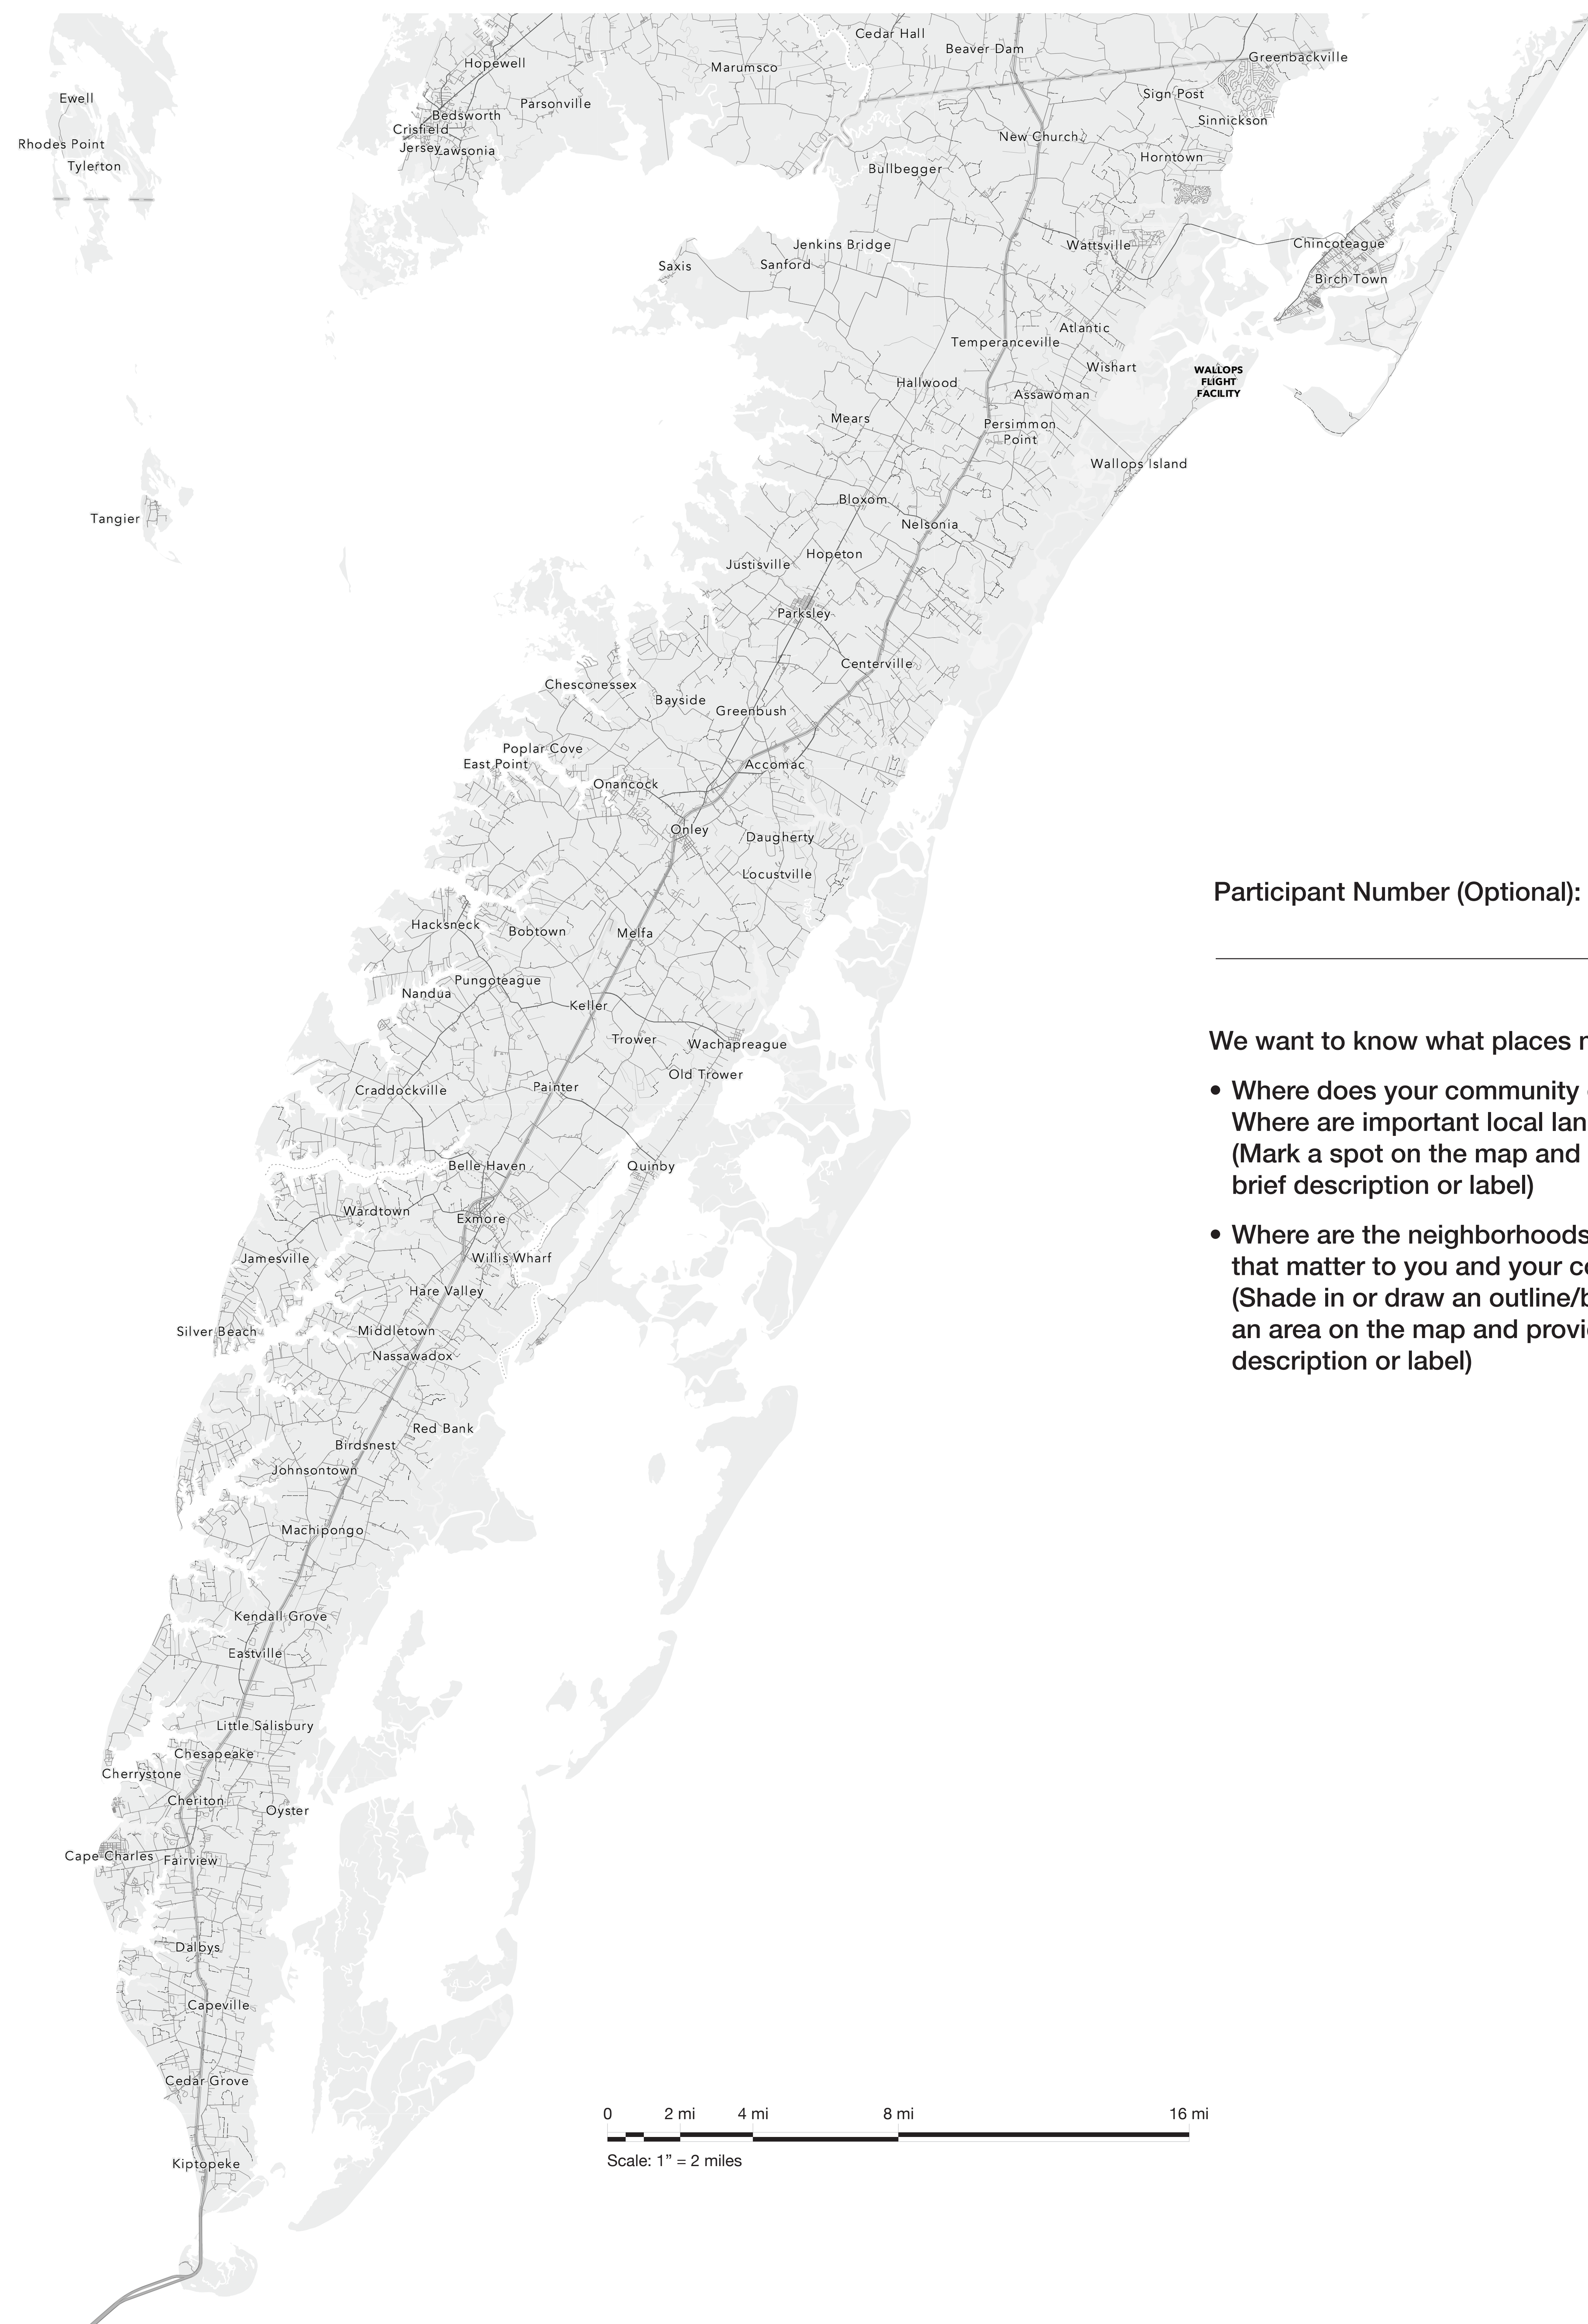 Cedar Hall
Beaver Dam
Greenbackville
Hopewell
Marumsco
Ewell
Sign Post
Parsonville
Bedsworth
Sinnickson
Crisfield
New Church
Rhodes Point
Jersey
Lawsonia
Horntown
Tylerton
Bullbegger
Jenkins Bridge
Wattsville
Chincoteague
Saxis
Sanford
Birch Town
Atlantic
Temperanceville
Wishart
WALLOPS
FLIGHT
FACILITY
Hallwood
Assawoman
Mears
Persimmon
Point
Wallops Island
Bloxom
Tangier
Nelsonia
Hopeton
Justisville
Parksley
Centerville
Chesconessex
Bayside
Greenbush
Poplar Cove
East Point
Accomac
Onancock
Onley
Daugherty
Locustville
Participant Number (Optional):
Hacksneck
Bobtown
Melfa
Pungoteague
Nandua
Keller
Trower
Wachapreague
Old Trower
Painter
Craddockville
Belle Haven
Quinby
Wardtown
Exmore
Jamesville
Willis Wharf
Hare Valley
Silver Beach
Middletown
Nassawadox
We want to know what places
• Where does your community
Where are important local
(Mark a spot on the map and
brief description or label)
• Where are the neighborhoods
that matter to you and your
(Shade in or draw an
an area on the map and
description or label)
Red Bank
Birdsnest
Johnsontown
Machipongo
Kendall Grove
Eastville
Little Salisbury
Chesapeake
Cherrystone
Cheriton
Oyster
Cape Charles
Fairview
Dalbys
Capeville
Cedar Grove
Kiptopeke
0 2 mi 4 mi 8 mi 16 mi
Scale: 1” = 2 miles